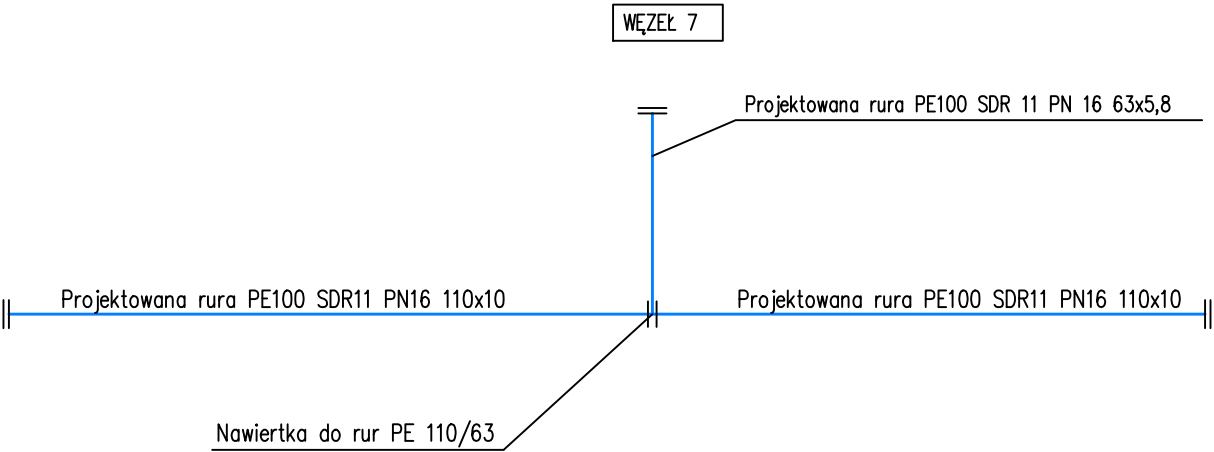 WĘZEŁ 7
Projektowana rura PE100 SDR 11 PN 16 63x5,8
Projektowana rura PE100 SDR11 PN16 110x10
Projektowana rura PE100 SDR11 PN16 110x10
Nawiertka do rur PE 110/63